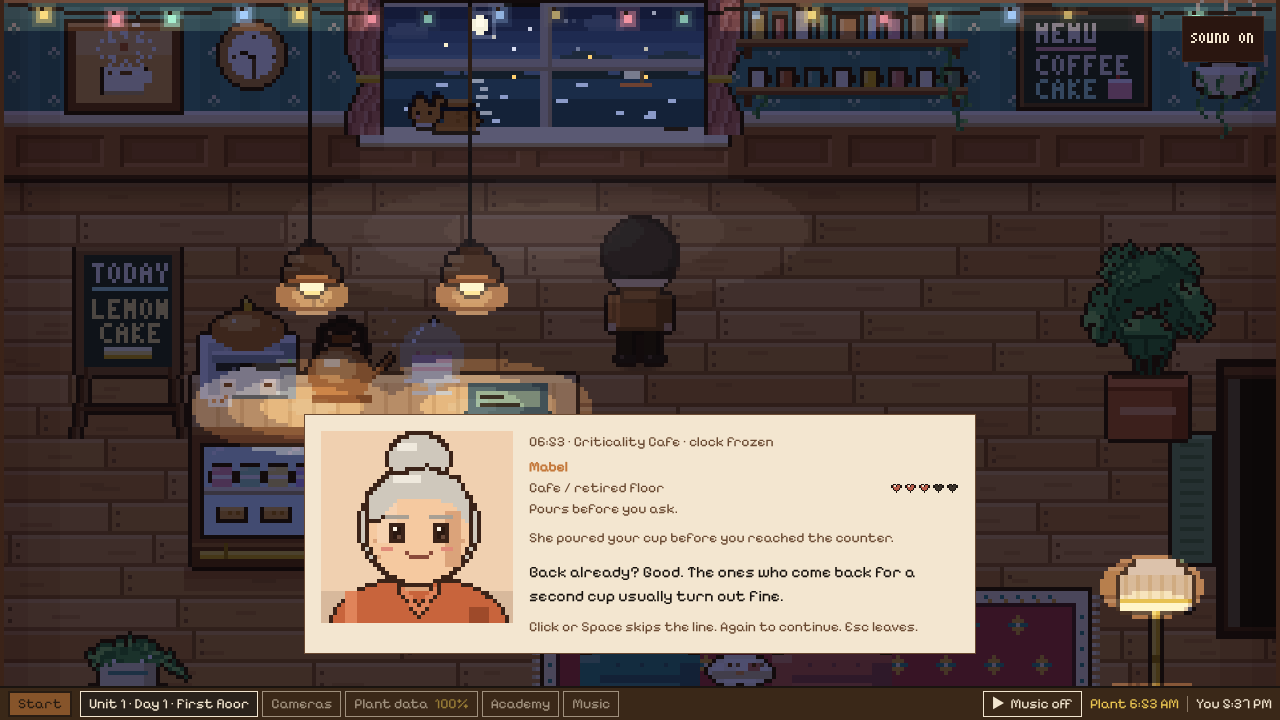 MENU
COFFEE
CAKE
SOUND ON
TODAY
LEMON
CAKE
06:23 · Criticality Cafe · clock frozen
Mabel
Cafe / retired floor
Pours before you ask.
She poured your cup before you reached the counter.
Back already? Good. The ones who come back for a
second cup usually turn out fine.
Click or Space skips the line. Again to continue. Esc leaves.
Start
Unit 1 · Day 1 · First floor
Cameras
Plant data 100%
Academy
Music
▶ Music off
Plant 6:23 AM
You 8:37 PM